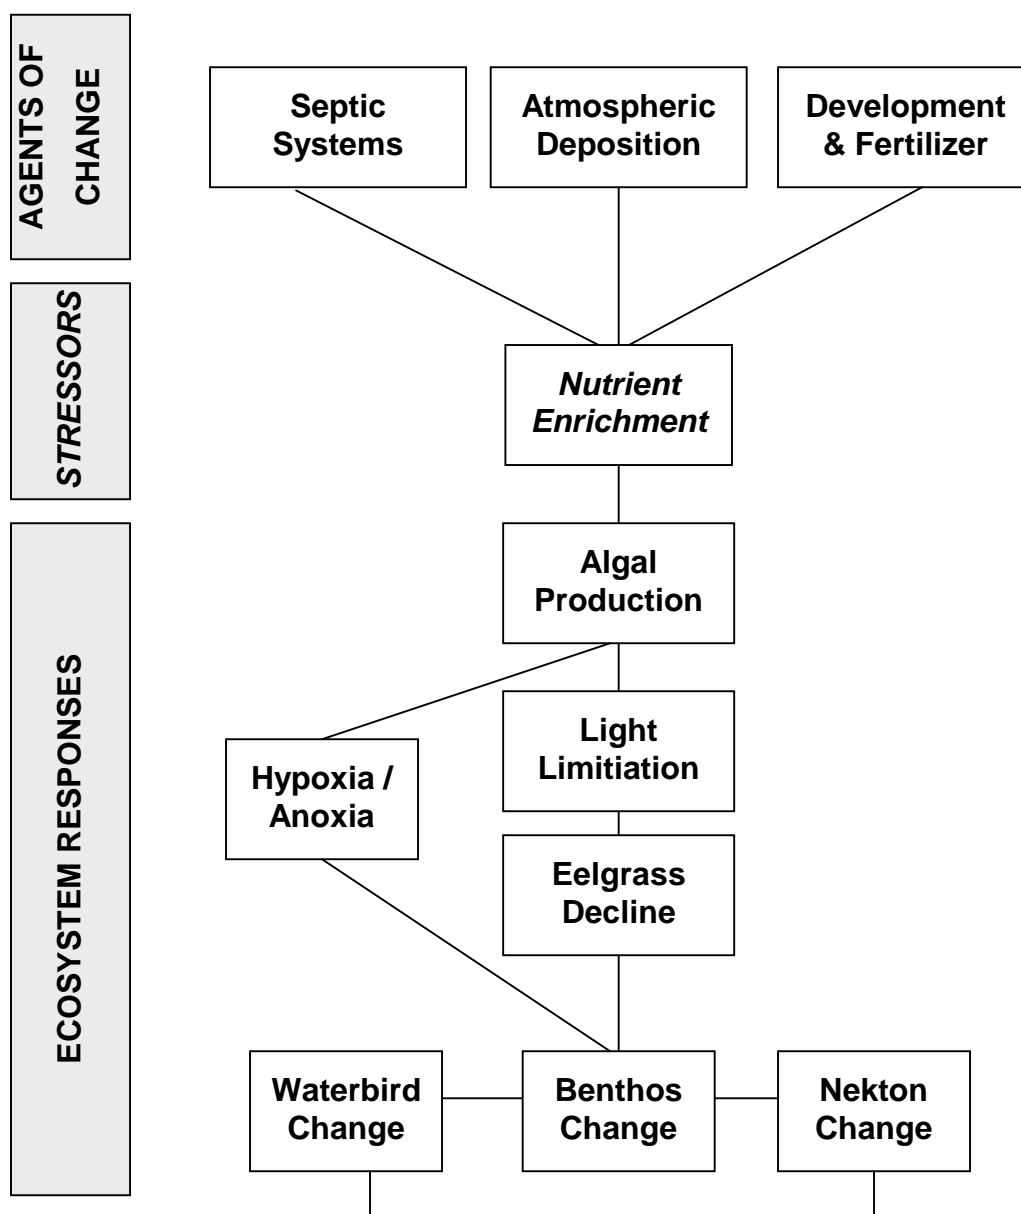 AGENTS OF
CHANGE
Septic
Systems
Atmospheric
Deposition
Development
& Fertilizer
STRESSORS
Nutrient
Enrichment
ECOSYSTEM RESPONSES
Algal
Production
Light
Limitiation
Hypoxia /
Anoxia
Eelgrass
Decline
Waterbird
Change
Benthos
Change
Nekton
Change